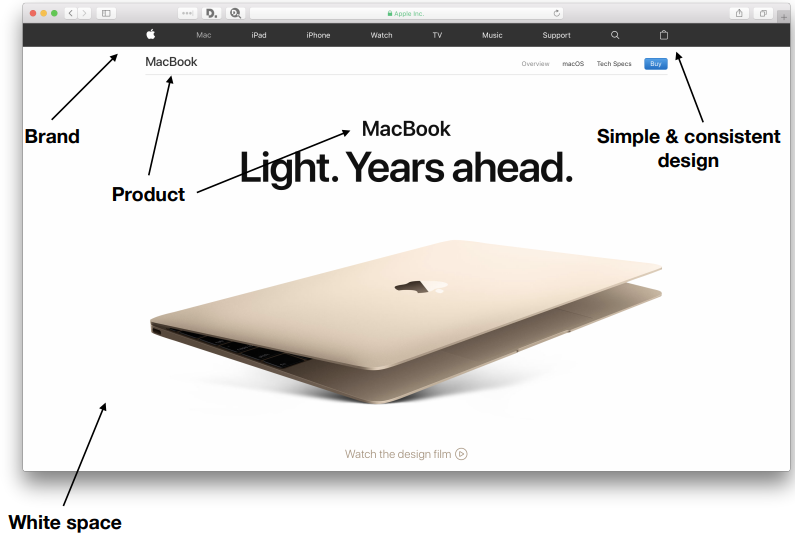 Apple Inc.
Mac iPad iPhone Watch TV Music Support
MacBook
Overview macOS Tech Specs Buy
Brand
MacBook
Simple & consistent
design
Light. Years ahead.
Product
Watch the design film
White space